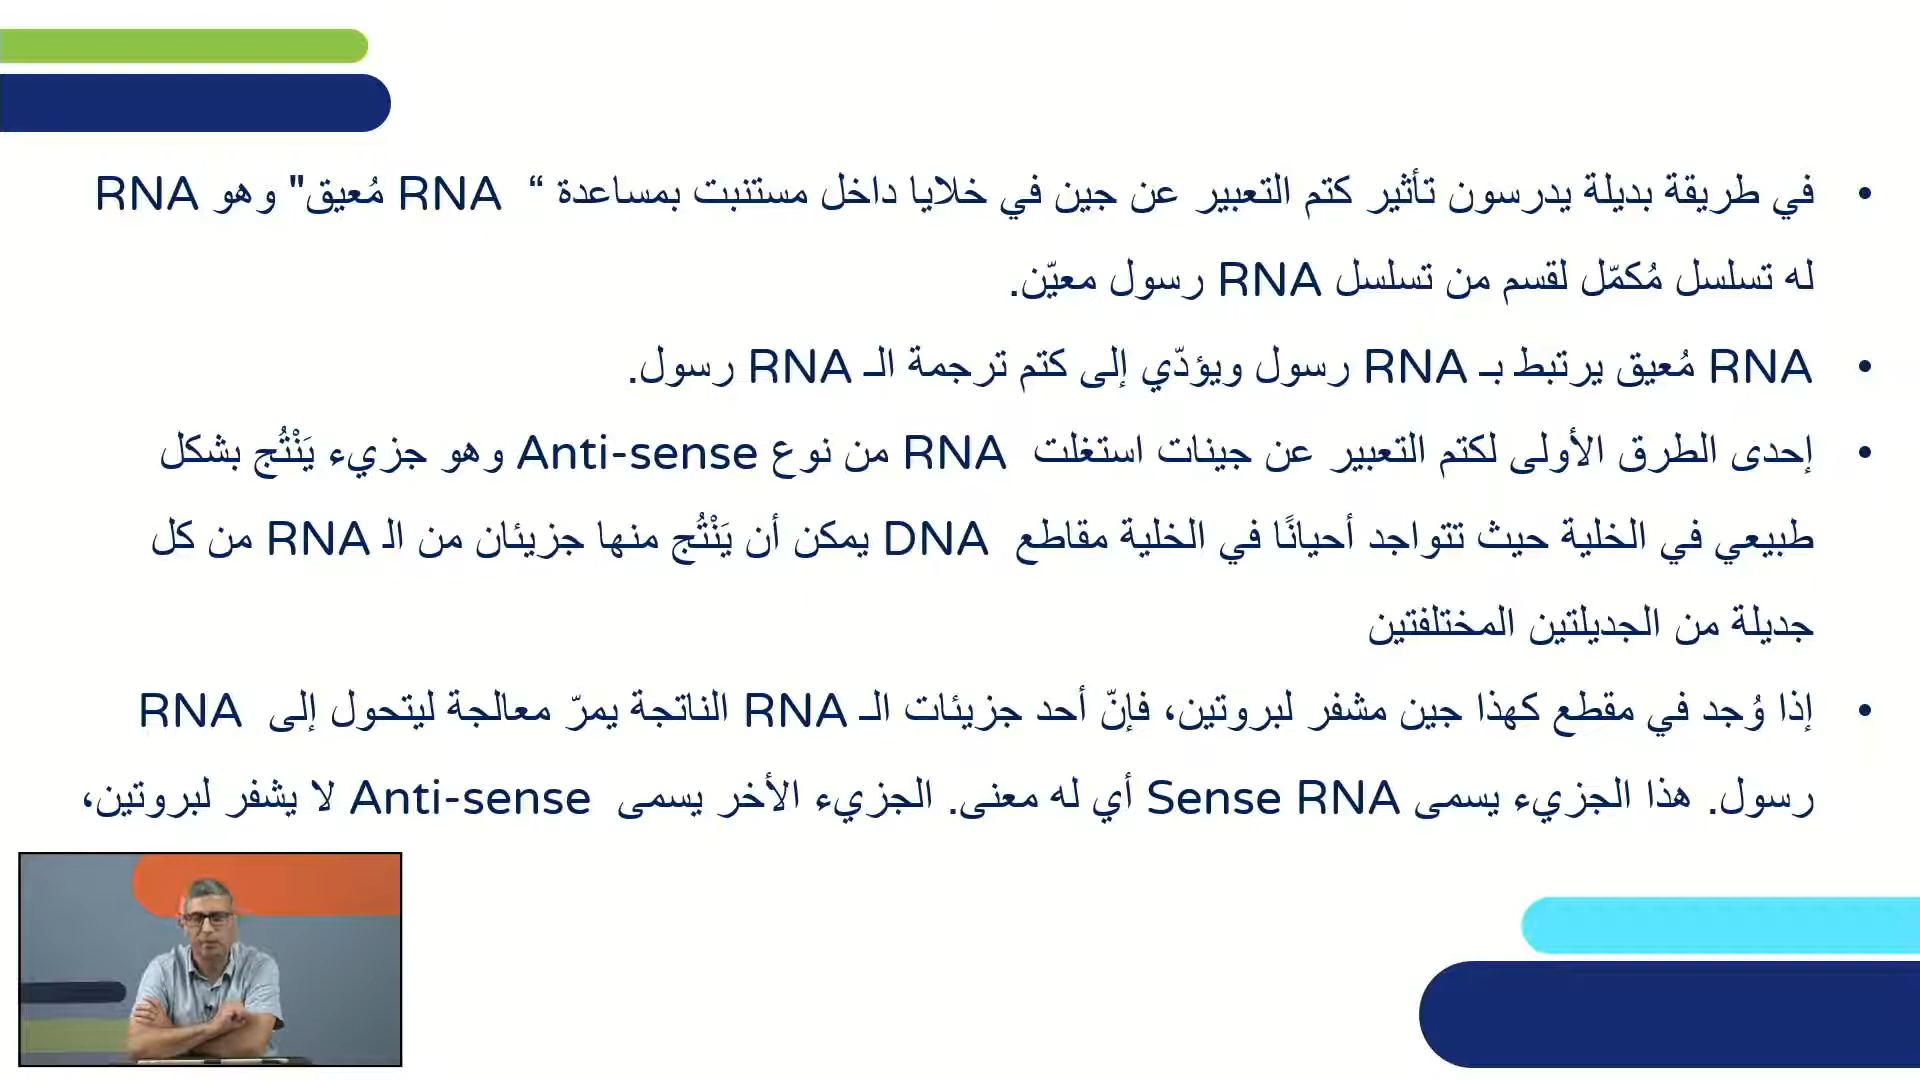 • في طريقة بديلة يدرسون تأثير كتم التعبير عن جين في خلايا داخل مستنبت بمساعدة “ RNA مُعيق" وهو RNA
له تسلسل مُكمّل لقسم من تسلسل RNA رسول معيّن.
• RNA مُعيق يرتبط بـ RNA رسول ويؤدّي إلى كتم ترجمة الـ RNA رسول.
• إحدى الطرق الأولى لكتم التعبير عن جينات استغلت RNA من نوع Anti-sense وهو جزيء يَنْتُج بشكل
طبيعي في الخلية حيث تتواجد أحيانًا في الخلية مقاطع DNA يمكن أن يَنْتُج منها جزيئان من الـ RNA من كل
جديلة من الجديلتين المختلفتين
• إذا وُجد في مقطع كهذا جين مشفر لبروتين، فإنّ أحد جزيئات الـ RNA الناتجة يمرّ معالجة ليتحول إلى RNA
رسول. هذا الجزيء يسمى Sense RNA أي له معنى. الجزيء الأخر يسمى Anti-sense لا يشفر لبروتين،